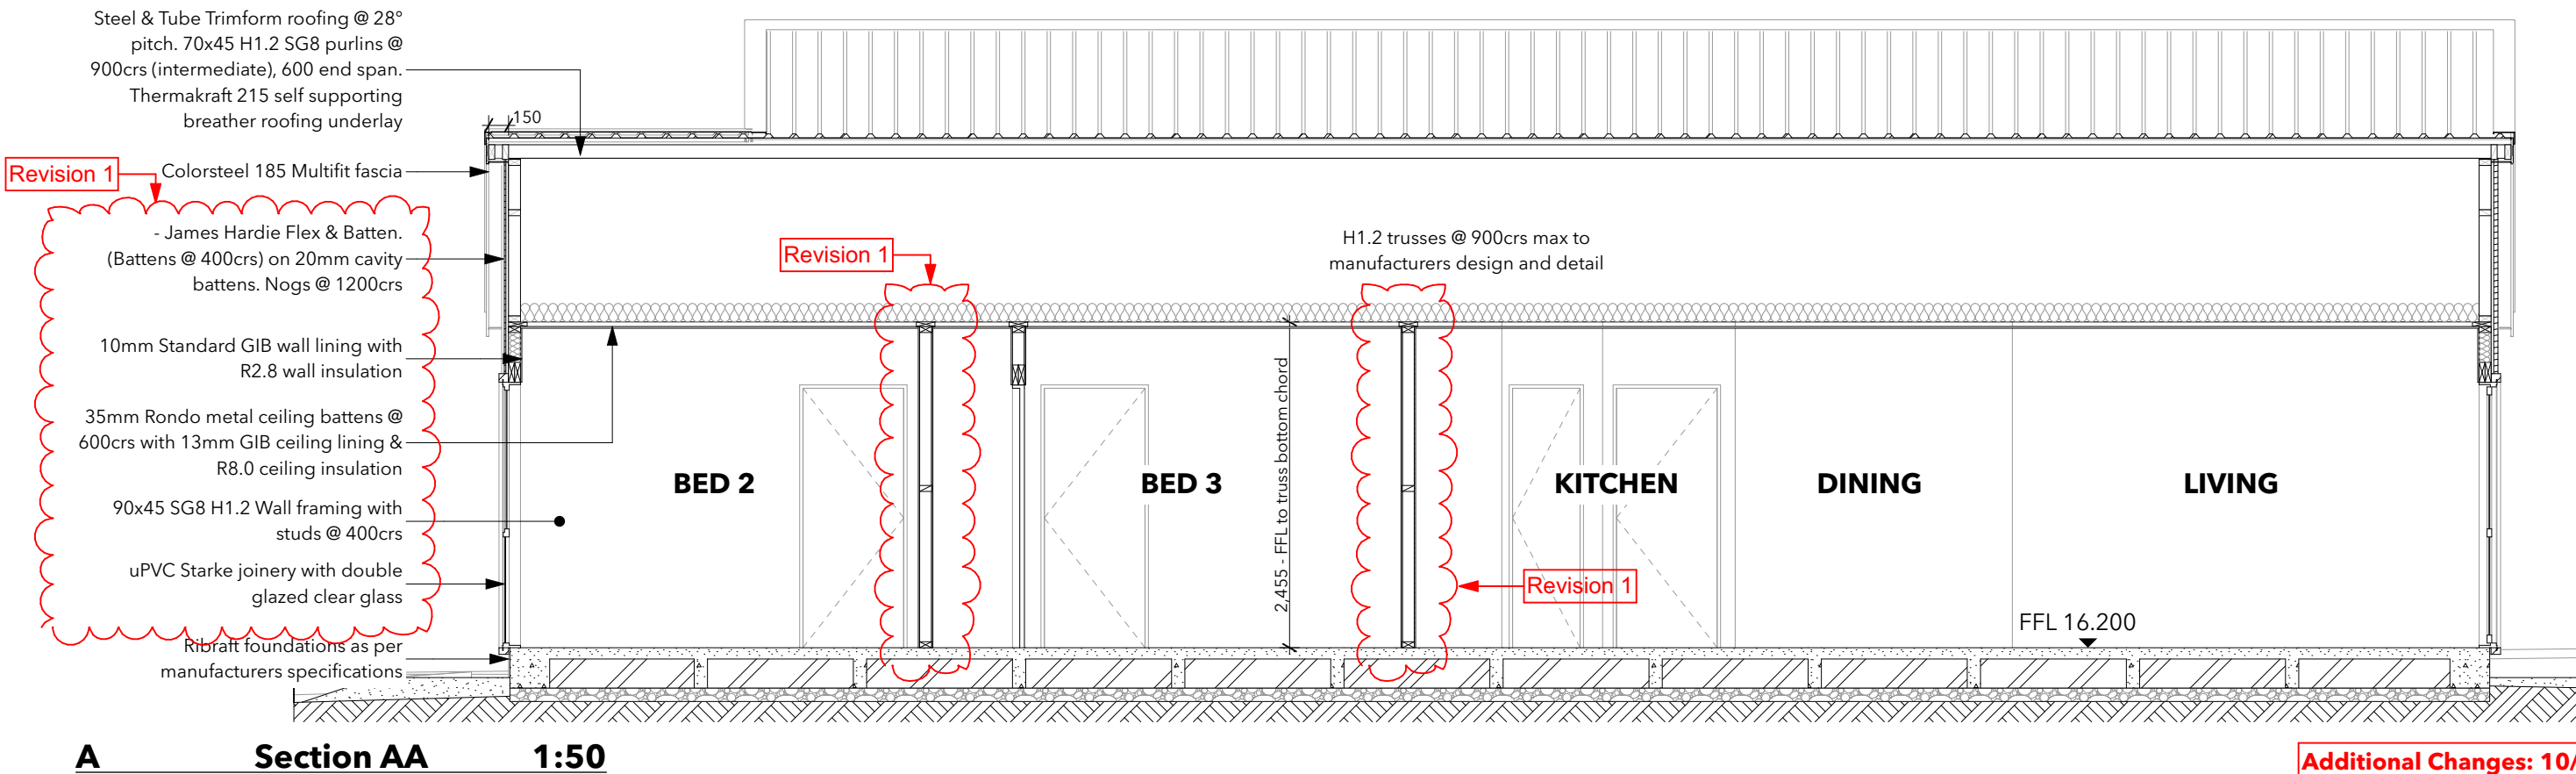 Steel & Tube Trimform roofing @ 28°
pitch. 70x45 H1.2 SG8 purlins @
900crs (intermediate), 600 end span.
Thermakraft 215 self supporting
breather roofing underlay
150
Revision 1
Colorsteel 185 Multifit fascia
- James Hardie Flex & Batten.
(Battens @ 400crs) on 20mm cavity
battens. Nogs @ 1200crs
Revision 1
H1.2 trusses @ 900crs max to
manufacturers design and detail
10mm Standard GIB wall lining with
R2.8 wall insulation
35mm Rondo metal ceiling battens @
600crs with 13mm GIB ceiling lining &
R8.0 ceiling insulation
2,455 - FFL to truss bottom chord
BED 2
BED 3
KITCHEN
DINING
LIVING
90x45 SG8 H1.2 Wall framing with
studs @ 400crs
uPVC Starke joinery with double
glazed clear glass
Revision 1
FFL 16.200
Ribraft foundations as per
manufacturers specifications
A Section AA 1:50
Additional Changes: 10/